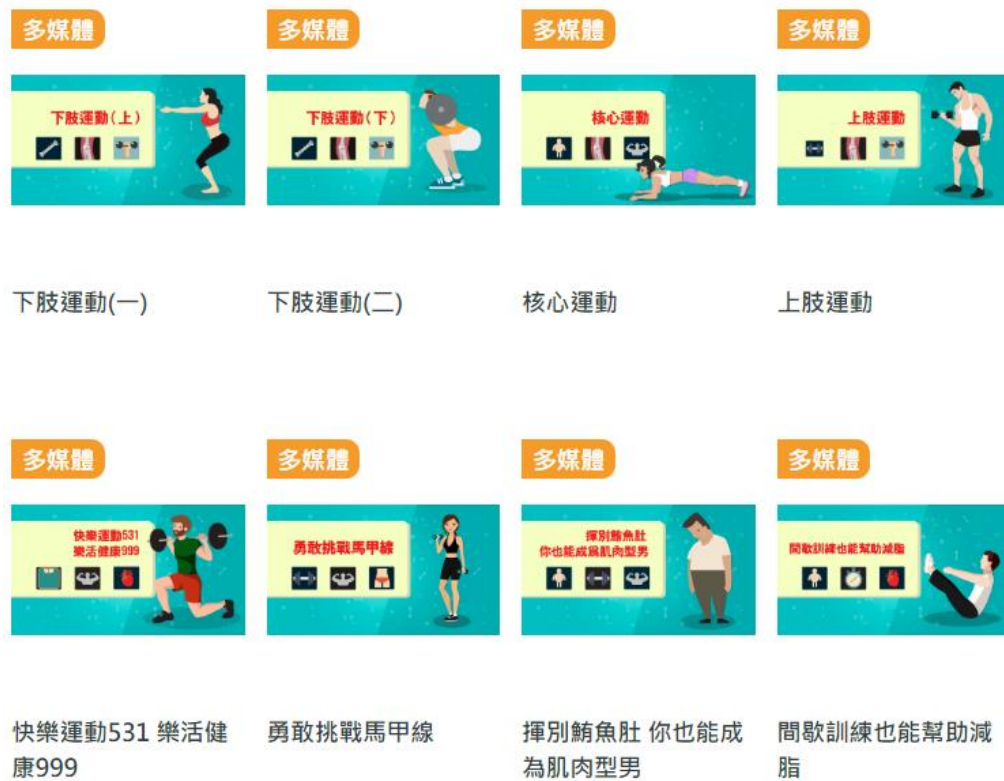 多媒體
多媒體
多媒體
多媒體
下肢運動(上)
下肢運動(下)
核心運動
上肢運動
下肢運動(一)
下肢運動(二)
核心運動
上肢運動
多媒體
多媒體
多媒體
多媒體
快樂運動531
樂活健康999
勇敢挑戰馬甲線
揮別鮪魚肚
你也能成為肌肉型男
間歇訓練也能幫助減脂
快樂運動531 樂活健
康999
勇敢挑戰馬甲線
揮別鮪魚肚 你也能成
為肌肉型男
間歇訓練也能幫助減
脂